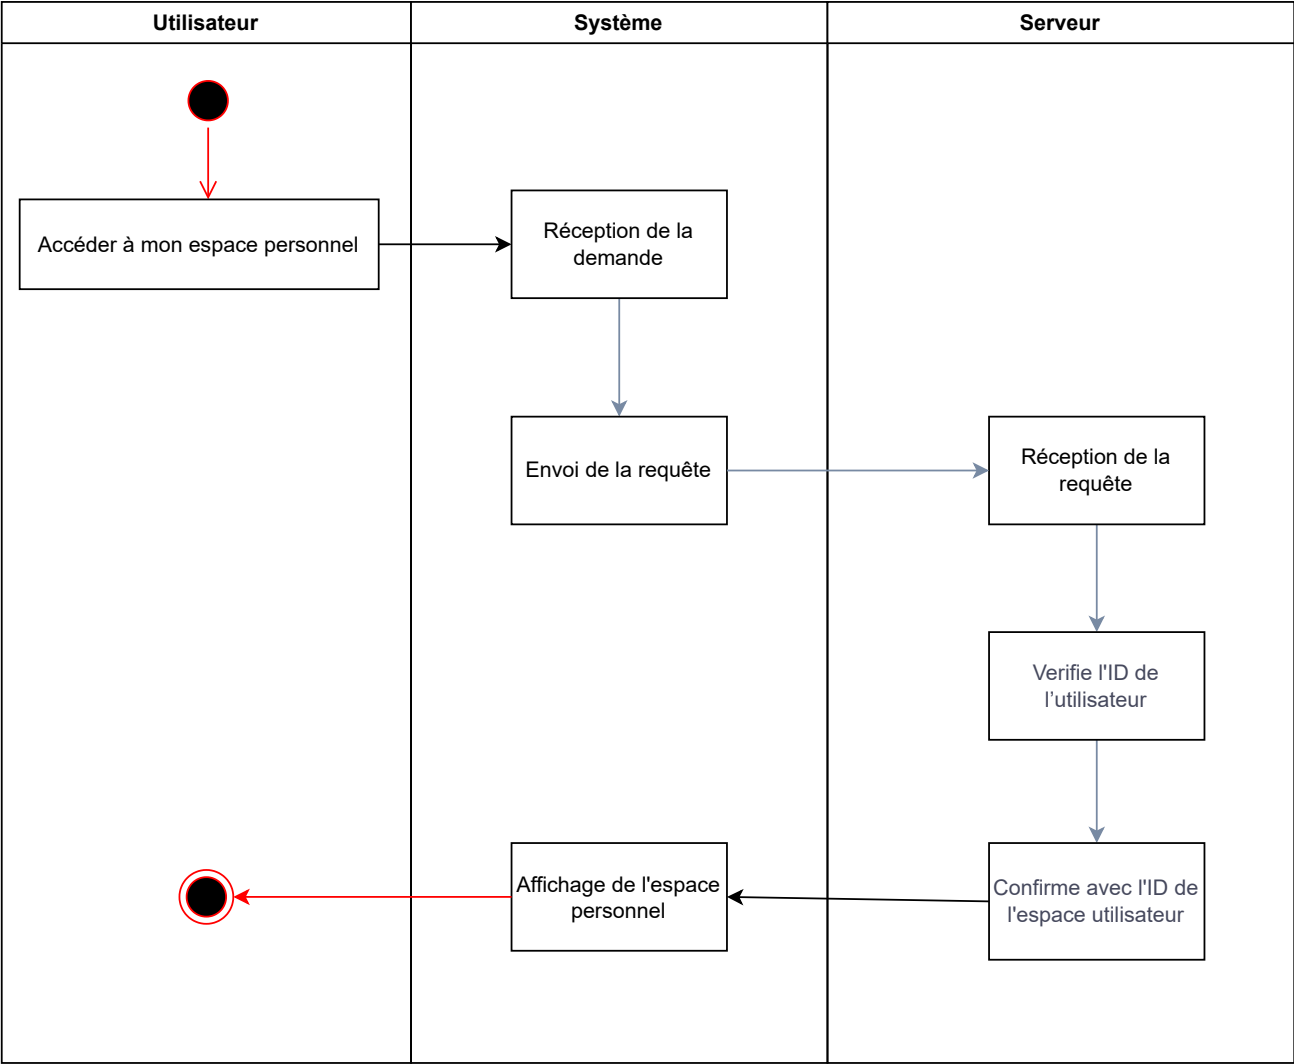 Utilisateur
Système
Serveur
Accéder à mon espace personnel
Réception de la
demande
Envoi de la requête
Réception de la
requête
Verifie l'ID de
l’utilisateur
Affichage de l'espace
personnel
Confirme avec l'ID de
l'espace utilisateur